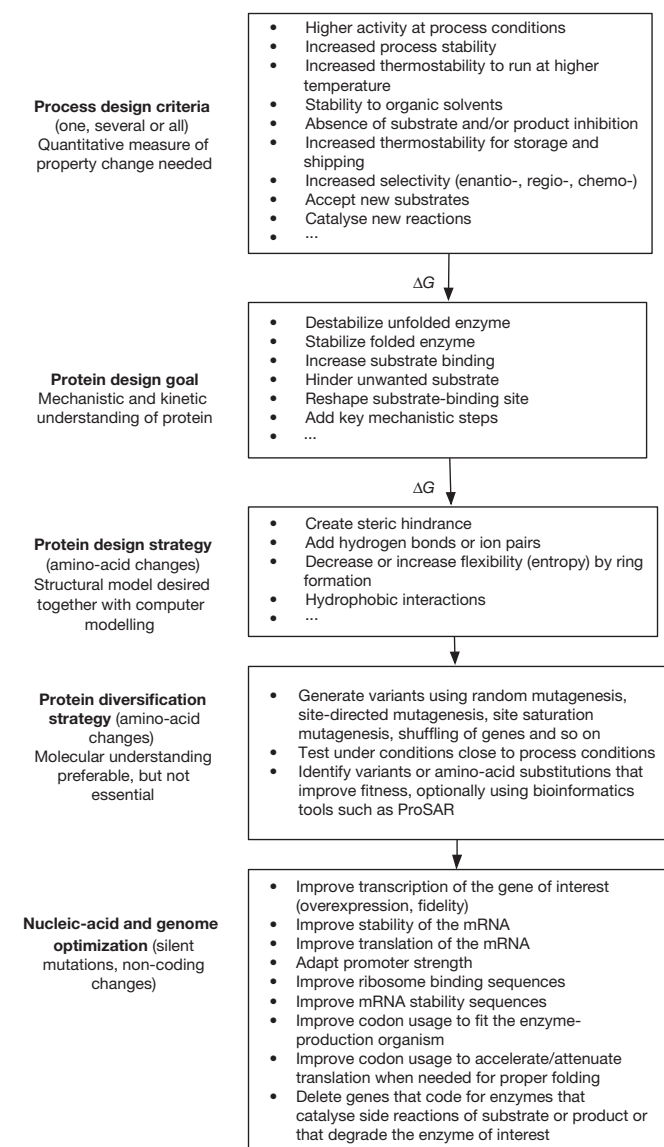 Process design criteria
(one, several or all)
Quantitative measure of
property change needed
• Higher activity at process conditions
• Increased process stability
• Increased thermostability to run at higher
temperature
• Stability to organic solvents
• Absence of substrate and/or product inhibition
• Increased thermostability for storage and
shipping
• Increased selectivity (enantio-, regio-, chemo-)
• Accept new substrates
• Catalyse new reactions
• ...
ΔG
Protein design goal
Mechanistic and kinetic
understanding of protein
• Destabilize unfolded enzyme
• Stabilize folded enzyme
• Increase substrate binding
• Hinder unwanted substrate
• Reshape substrate-binding site
• Add key mechanistic steps
• ...
ΔG
Protein design strategy
(amino-acid changes)
Structural model desired
together with computer
modelling
• Create steric hindrance
• Add hydrogen bonds or ion pairs
• Decrease or increase flexibility (entropy) by ring
formation
• Hydrophobic interactions
• ...
Protein diversification
strategy (amino-acid
changes)
Molecular understanding
preferable, but not
essential
• Generate variants using random mutagenesis,
site-directed mutagenesis, site saturation
mutagenesis, shuffling of genes and so on
• Test under conditions close to process conditions
• Identify variants or amino-acid substitutions that
improve fitness, optionally using bioinformatics
tools such as ProSAR
Nucleic-acid and genome
optimization (silent
mutations, non-coding
changes)
• Improve transcription of the gene of interest
(overexpression, fidelity)
• Improve stability of the mRNA
• Improve translation of the mRNA
• Adapt promoter strength
• Improve ribosome binding sequences
• Improve mRNA stability sequences
• Improve codon usage to fit the enzyme-
production organism
• Improve codon usage to accelerate/attenuate
translation when needed for proper folding
• Delete genes that code for enzymes that
catalyse side reactions of substrate or product or
that degrade the enzyme of interest